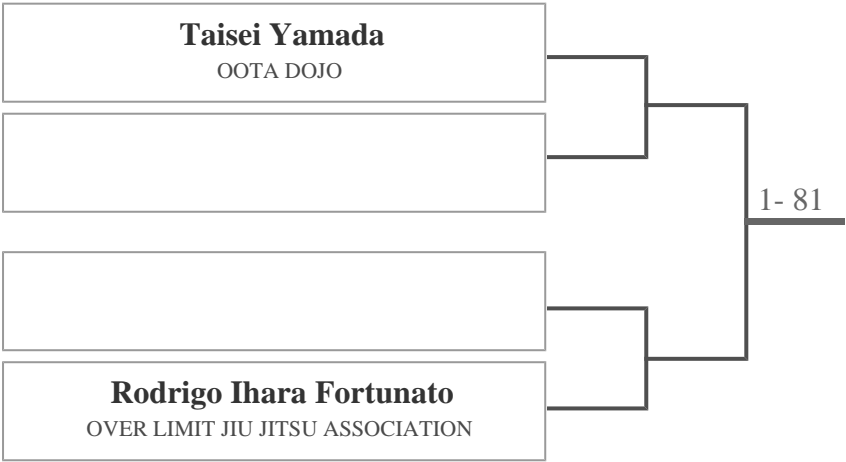 Taisei Yamada
OOTA DOJO
1- 81
Rodrigo Ihara Fortunato
OVER LIMIT JIU JITSU ASSOCIATION